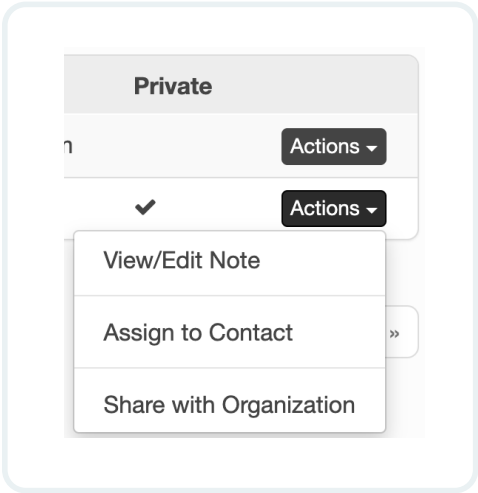 Private
n Actions
Actions
View/Edit Note
Assign to Contact
»
Share with Organization